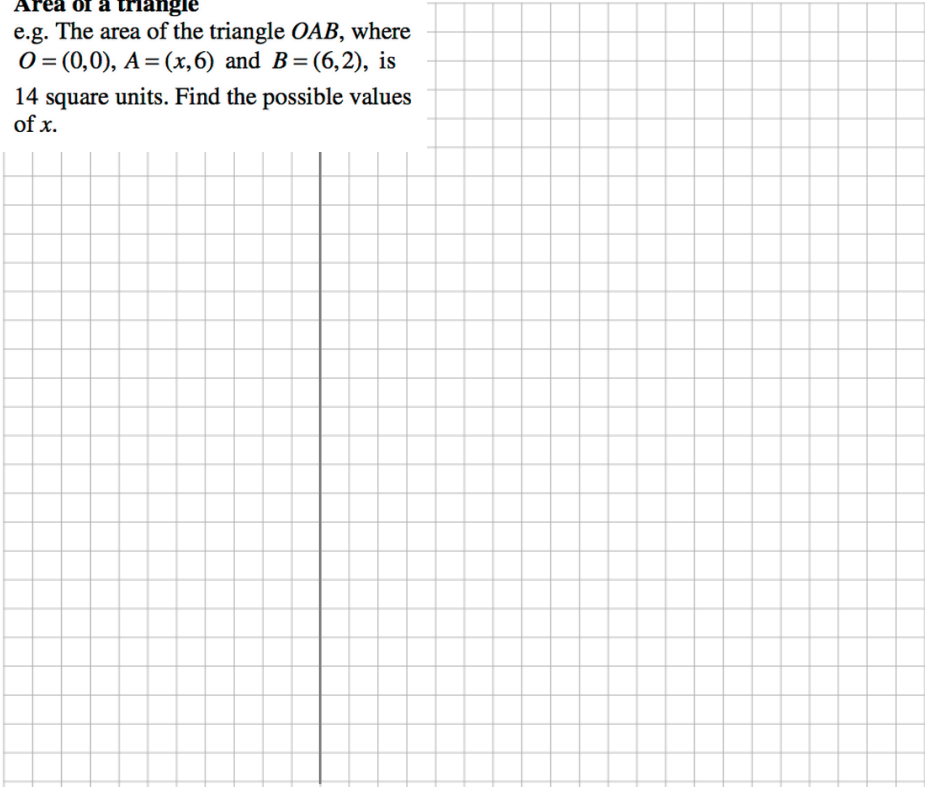 Area of a triangle
e.g. The area of the triangle OAB, where
O = (0,0), A = (x,6) and B = (6,2), is
14 square units. Find the possible values
of x.